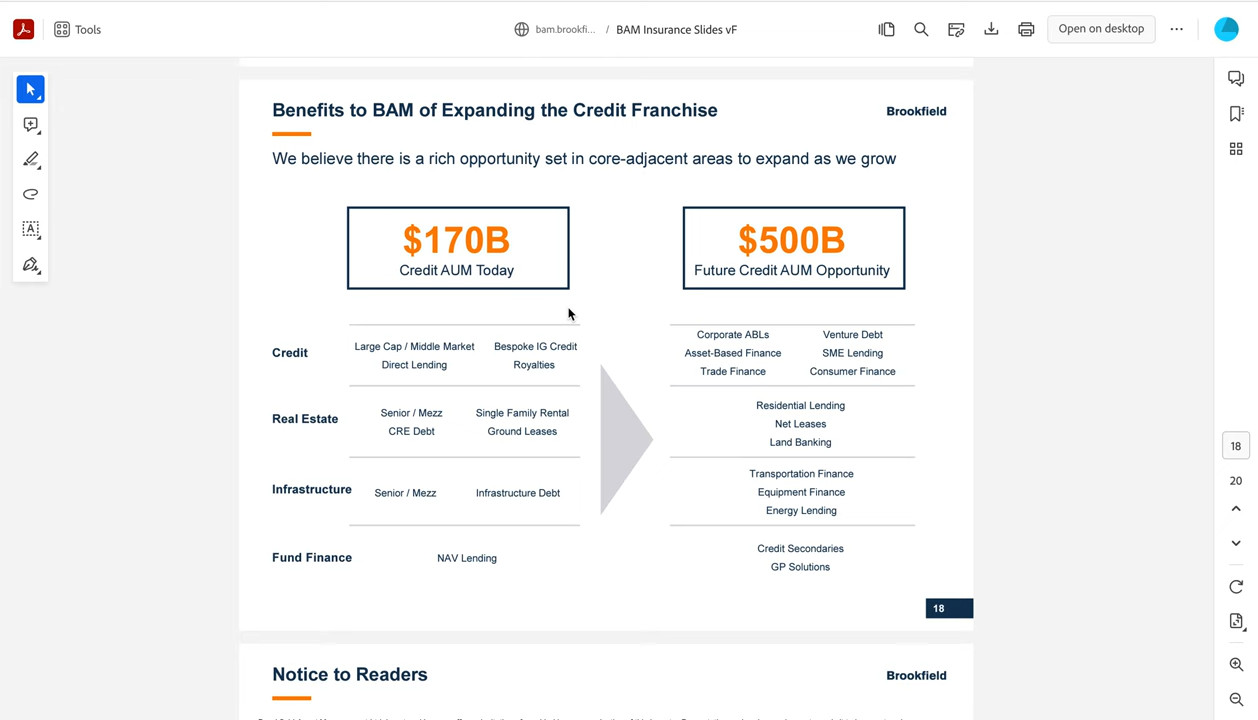 Tools
bam.brookfi... / BAM Insurance Slides vF
Open on desktop
Benefits to BAM of Expanding the Credit Franchise
Brookfield
We believe there is a rich opportunity set in core-adjacent areas to expand as we grow
$170B
Credit AUM Today
$500B
Future Credit AUM Opportunity
Credit
Large Cap / Middle Market
Direct Lending
Bespoke IG Credit
Royalties
Corporate ABLs
Asset-Based Finance
Trade Finance
Venture Debt
SME Lending
Consumer Finance
Real Estate
Senior / Mezz
CRE Debt
Single Family Rental
Ground Leases
Residential Lending
Net Leases
Land Banking
Infrastructure
Senior / Mezz
Infrastructure Debt
Transportation Finance
Equipment Finance
Energy Lending
Fund Finance
NAV Lending
Credit Secondaries
GP Solutions
18
Notice to Readers
Brookfield
18
20